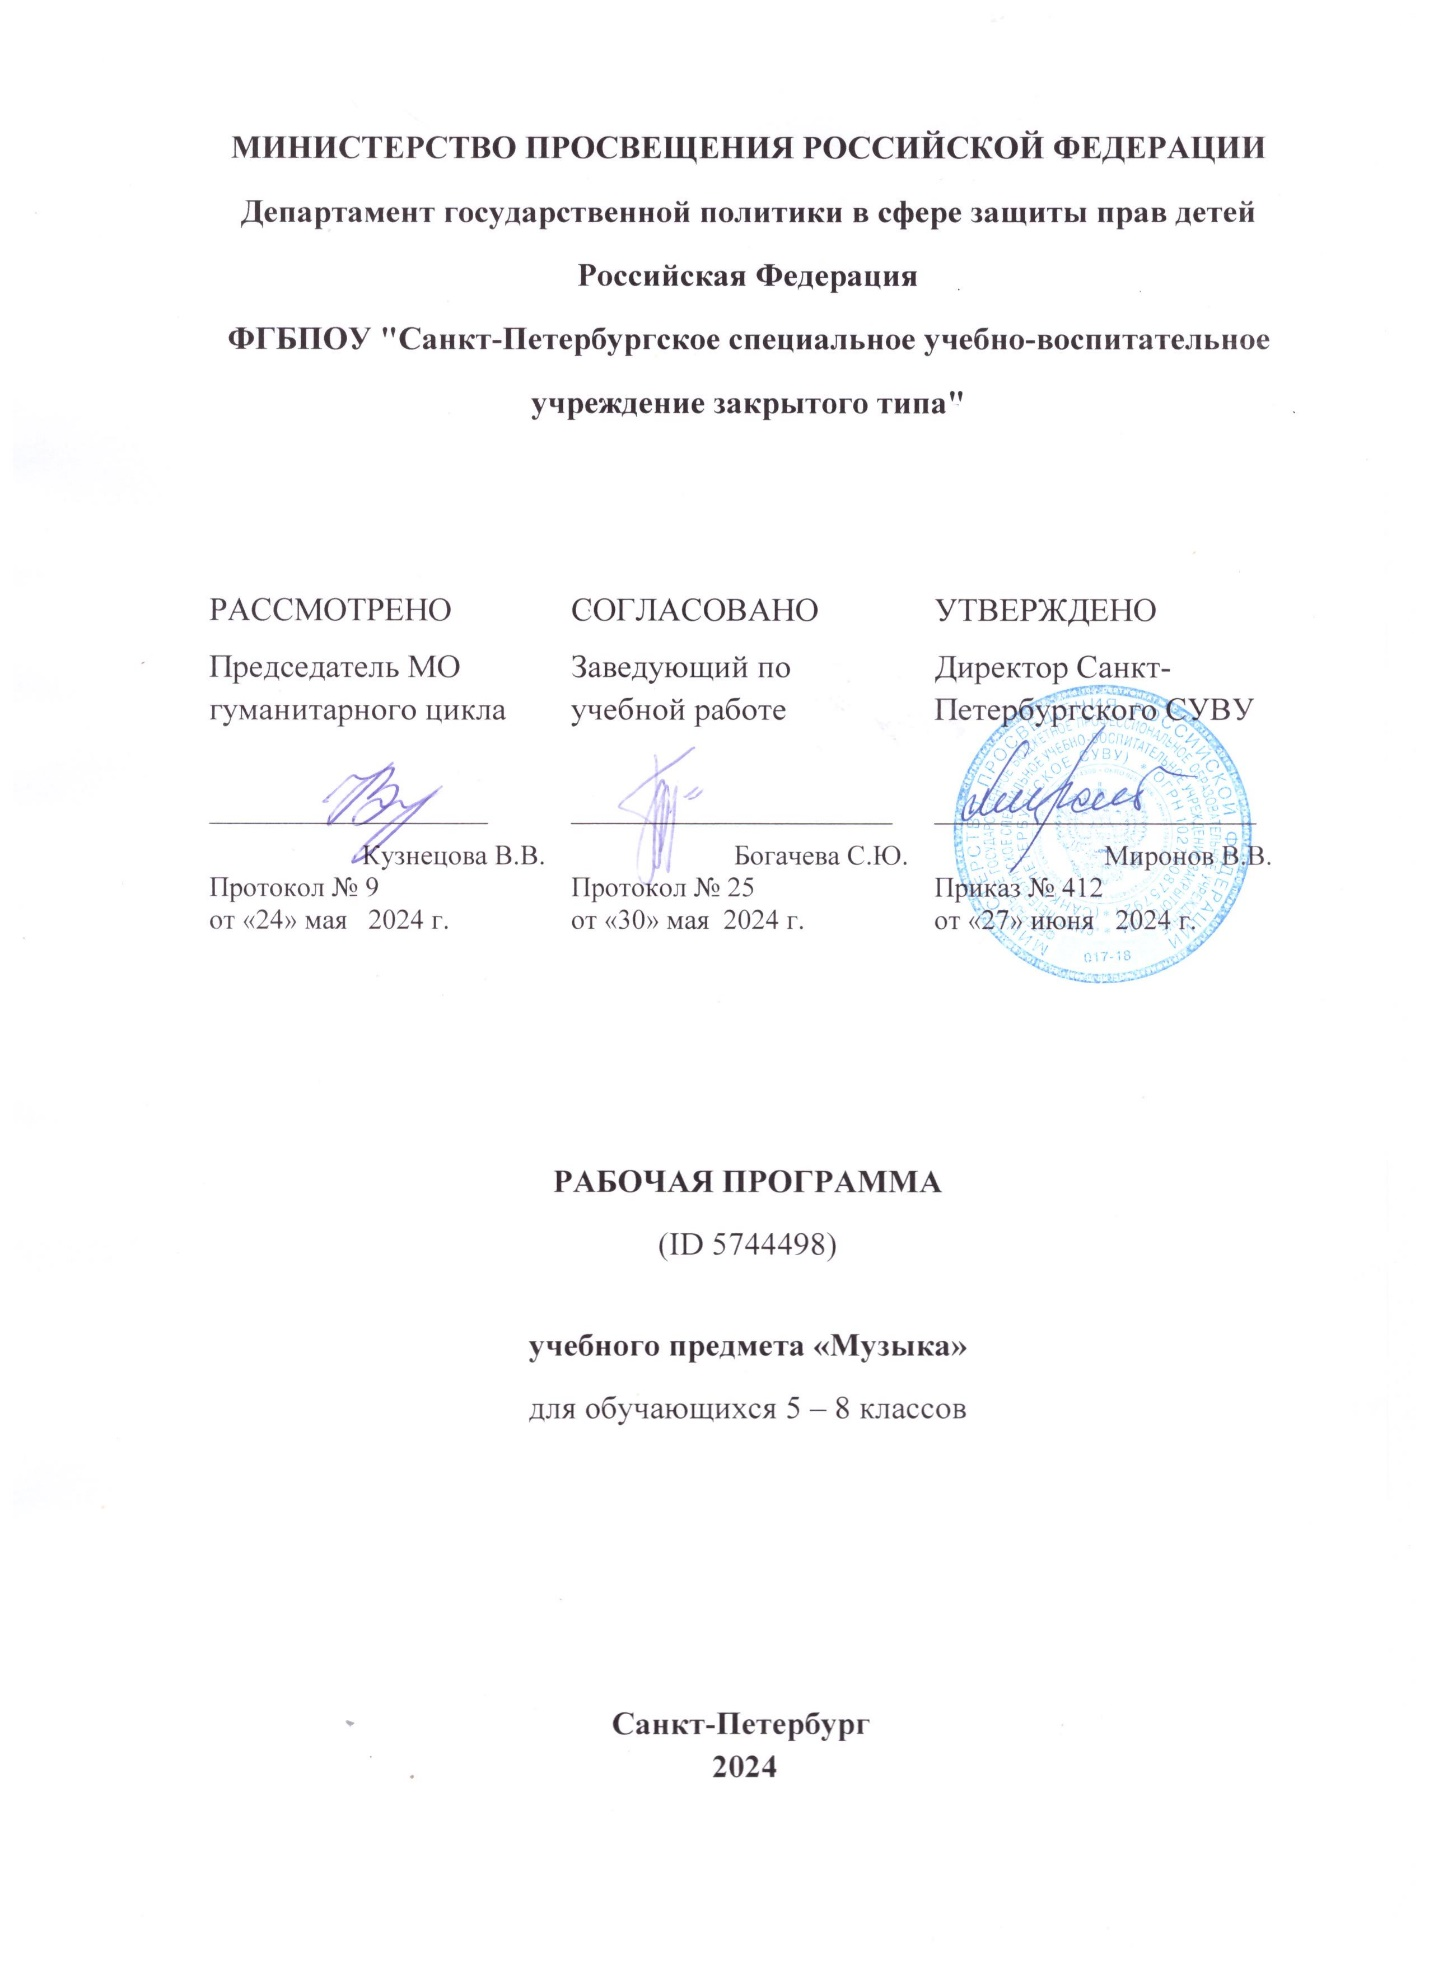 МИНИСТЕРСТВО ПРОСВЕЩЕНИЯ РОССИЙСКОЙ ФЕДЕРАЦИИ
Департамент государственной политики в сфере защиты прав детей
Российская Федерация
ФГБПОУ "Санкт-Петербургское специальное учебно-воспитательное
учреждение закрытого типа"
РАССМОТРЕНО
Председатель МО
гуманитарного цикла
Кузнецова В.В.
Протокол № 9
от «24» мая 2024 г.
СОГЛАСОВАНО
Заведующий по
учебной работе
Богачева С.Ю.
Протокол № 25
от «30» мая 2024 г.
УТВЕРЖДЕНО
Директор Санкт-
Петербургского СУВУ
Миронов В.В.
Приказ № 412
от «27» июня 2024 г.
017-18
РАБОЧАЯ ПРОГРАММА
(ID 5744498)
учебного предмета «Музыка»
для обучающихся 5 – 8 классов
Санкт-Петербург
2024